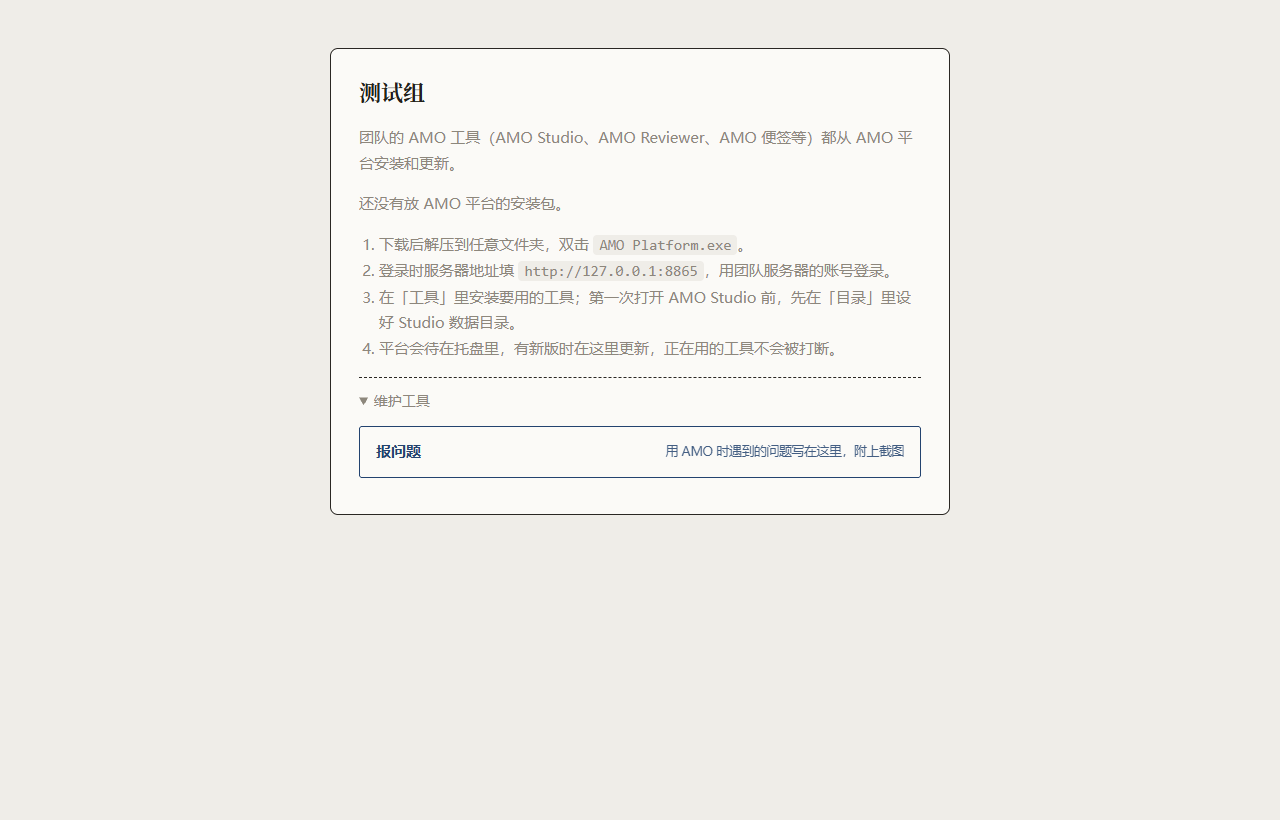 测试组
团队的 AMO 工具（AMO Studio、AMO Reviewer、AMO 便签等）都从 AMO 平
台安装和更新。
还没有放 AMO 平台的安装包。
1. 下载后解压到任意文件夹，双击 AMO Platform.exe。
2. 登录时服务器地址填 http://127.0.0.1:8865，用团队服务器的账号登录。
3. 在「工具」里安装要用的工具；第一次打开 AMO Studio 前，先在「目录」里设
好 Studio 数据目录。
4. 平台会待在托盘里，有新版时在这里更新，正在用的工具不会被打断。
▼ 维护工具
报问题 用 AMO 时遇到的问题写在这里，附上截图